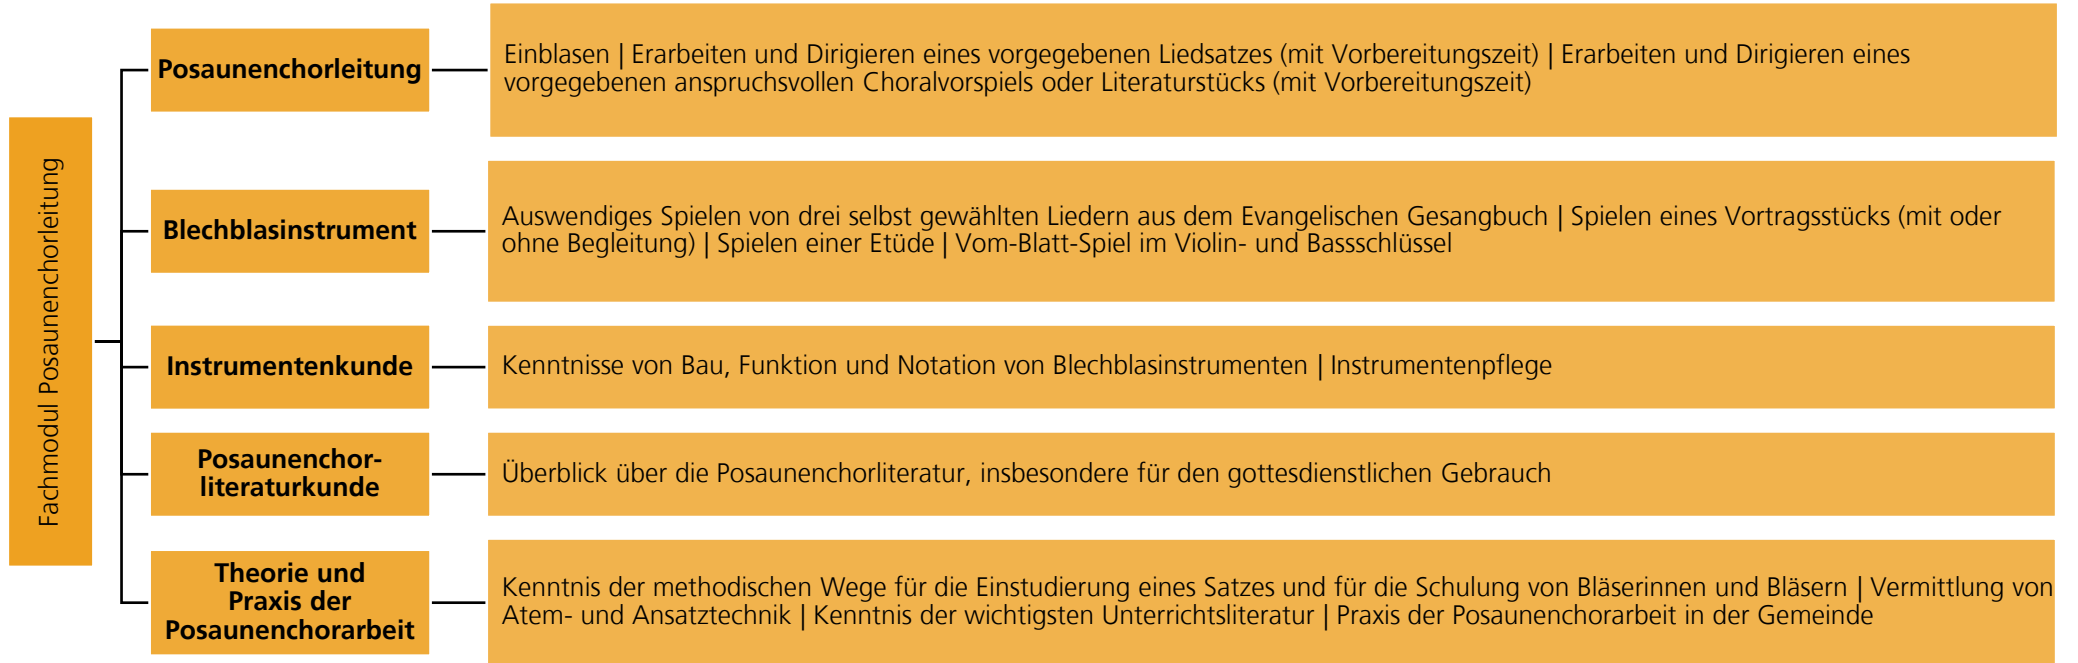 Fachmodul Posaunenchorleitung
Posaunenchorleitung
Einblasen | Erarbeiten und Dirigieren eines vorgegebenen Liedsatzes (mit Vorbereitungszeit) | Erarbeiten und Dirigieren eines
vorgegebenen anspruchsvollen Choralvorspiels oder Literaturstücks (mit Vorbereitungszeit)
Blechblasinstrument
Auswendiges Spielen von drei selbst gewählten Liedern aus dem Evangelischen Gesangbuch | Spielen eines Vortragsstücks (mit oder
ohne Begleitung) | Spielen einer Etüde | Vom-Blatt-Spiel im Violin- und Bassschlüssel
Instrumentenkunde
Kenntnisse von Bau, Funktion und Notation von Blechblasinstrumenten | Instrumentenpflege
Posaunenchor-
literaturkunde
Überblick über die Posaunenchorliteratur, insbesondere für den gottesdienstlichen Gebrauch
Theorie und
Praxis der
Posaunenchorarbeit
Kenntnis der methodischen Wege für die Einstudierung eines Satzes und für die Schulung von Bläserinnen und Bläsern | Vermittlung von
Atem- und Ansatztechnik | Kenntnis der wichtigsten Unterrichtsliteratur | Praxis der Posaunenchorarbeit in der Gemeinde